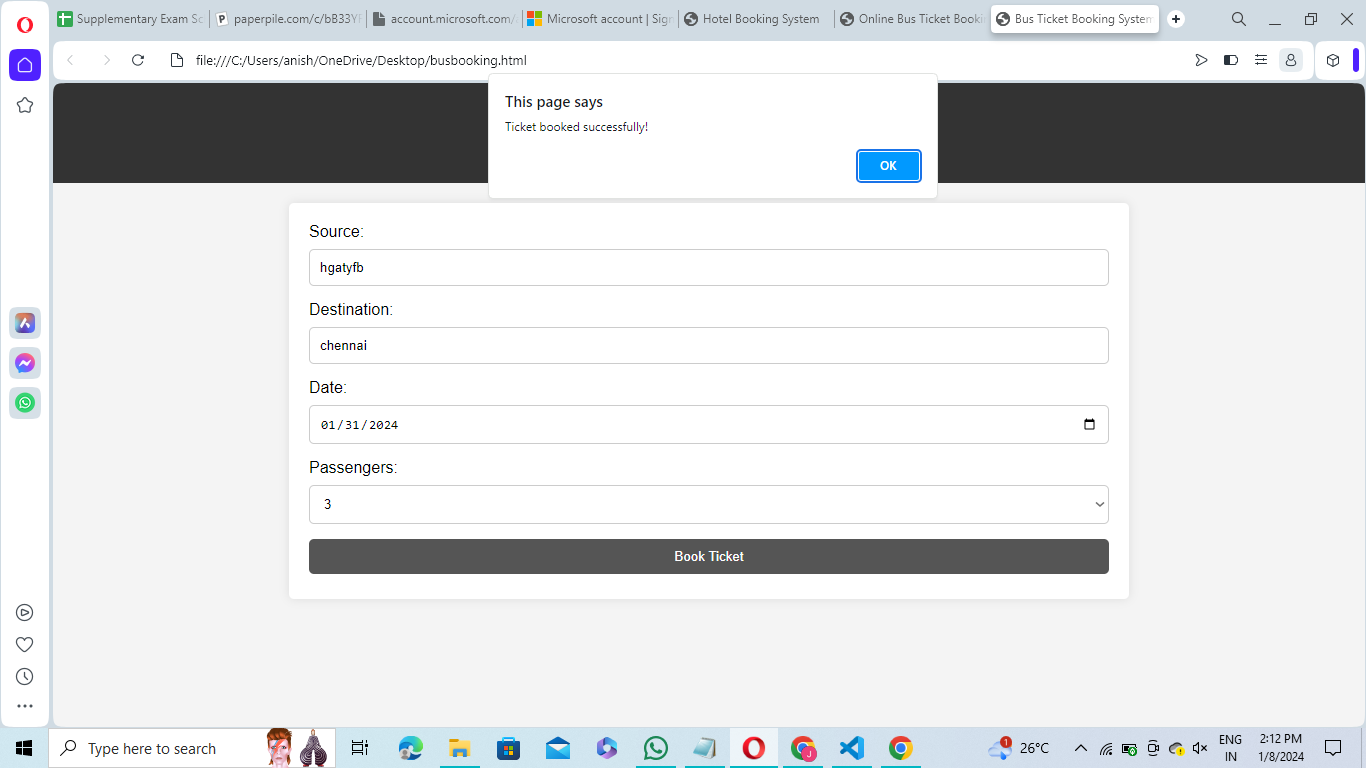 Supplementary Exam Sc
paperpile.com/c/bB33Y
account.microsoft.com/
Microsoft account | Sig
Hotel Booking System
Online Bus Ticket Booki
Bus Ticket Booking System
file:///C:/Users/anish/OneDrive/Desktop/busbooking.html
This page says
Ticket booked successfully!
OK
Source:
hgatyfb
Destination:
chennai
Date:
01/31/2024
Passengers:
3
Book Ticket
Type here to search
J
1
26°C
ENG
IN
2:12 PM
1/8/2024